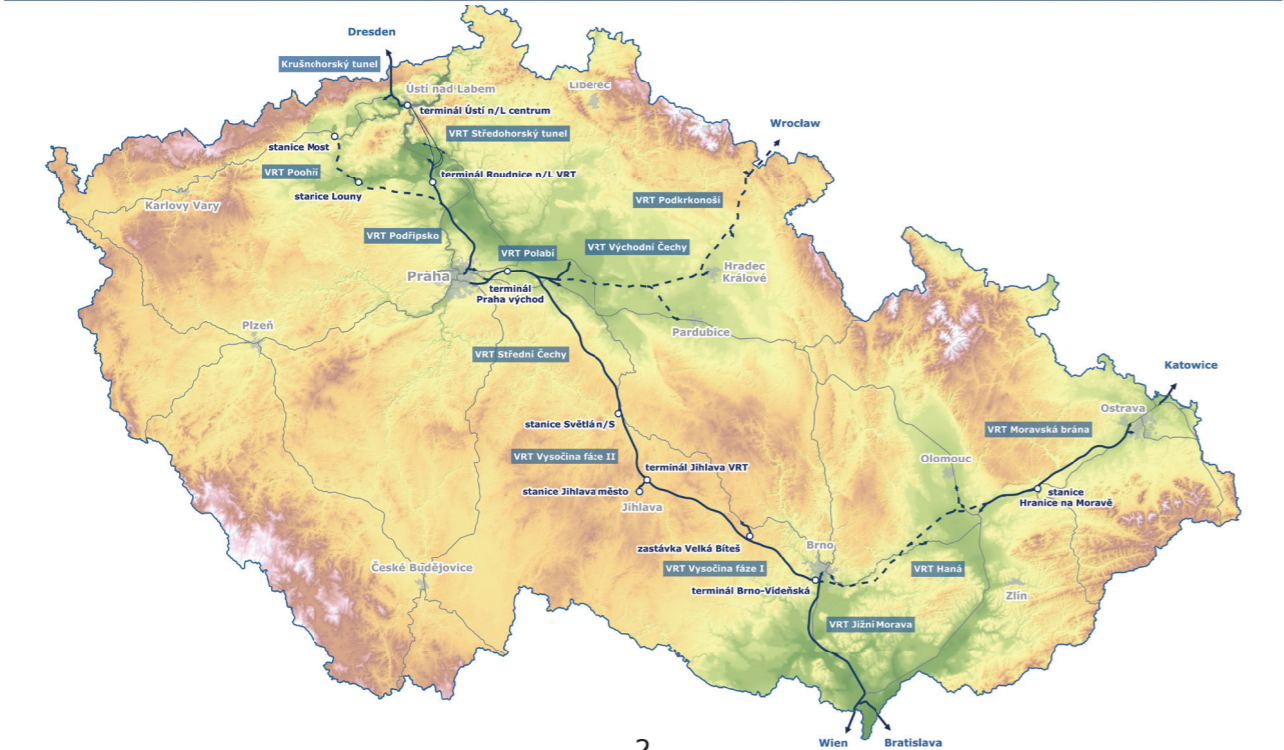 Dresden
Krušnohorský tunel
Ústí nad Labem
Liberec
terminál Ústí n/L centrum
Wrocław
VRT Středohorský tunel
stanice Most
VRT Poohří
terminál Roudnice n/L VRT
stanice Louny
Karlovy Vary
VRT Podkrkonoší
VRT Podřipsko
VRT Polabí
VRT Východní Čechy
Praha
Hradec
Králové
terminál
Praha východ
Plzeň
Pardubice
VRT Střední Čechy
Katowice
Ostrava
stanice Světlá n/S
VRT Moravská brána
VRT Vysočina fáze II
Olomouc
terminál Jihlava VRT
stanice Jihlava město
stanice
Hranice na Moravě
Jihlava
zastávka Velká Bíteš
Brno
České Budějovice
VRT Vysočina fáze I
VRT Haná
terminál Brno-Vídeňská
Zlín
VRT Jižní Morava
Wien
Bratislava
2